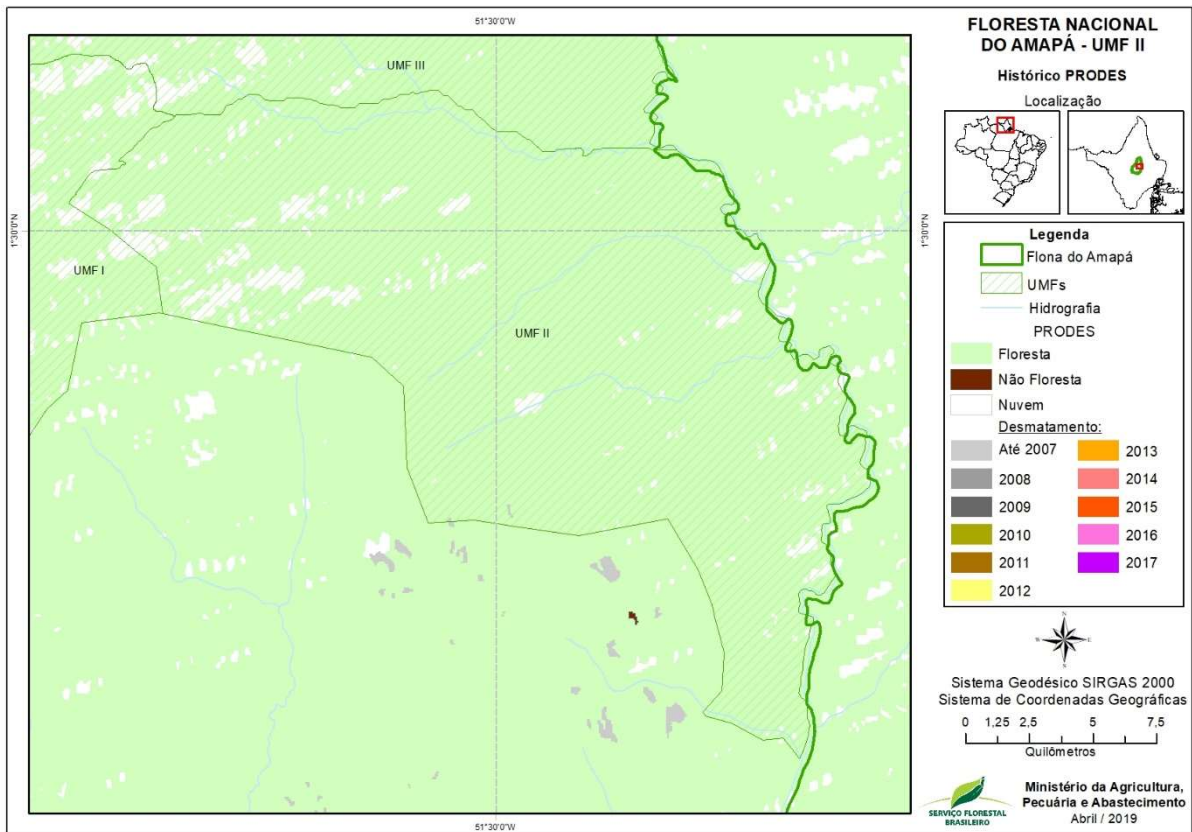 51°30'0"W
FLORESTA NACIONAL
DO AMAPÁ - UMF II
Histórico PRODES
Localização
UMF III
1°30'0"N
1°30'0"N
UMF I
UMF II
Legenda
Flona do Amapá
UMFs
Hidrografia
PRODES
Floresta
Não Floresta
Nuvem
Desmatamento:
Até 2007
2008
2009
2010
2011
2012
2013
2014
2015
2016
2017
N
W
E
S
Sistema Geodésico SIRGAS 2000
Sistema de Coordenadas Geográficas
0 1,25 2,5 5 7,5
Quilômetros
SERVIÇO FLORESTAL
BRASILEIRO
Ministério da Agricultura,
Pecuária e Abastecimento
Abril / 2019
51°30'0"W